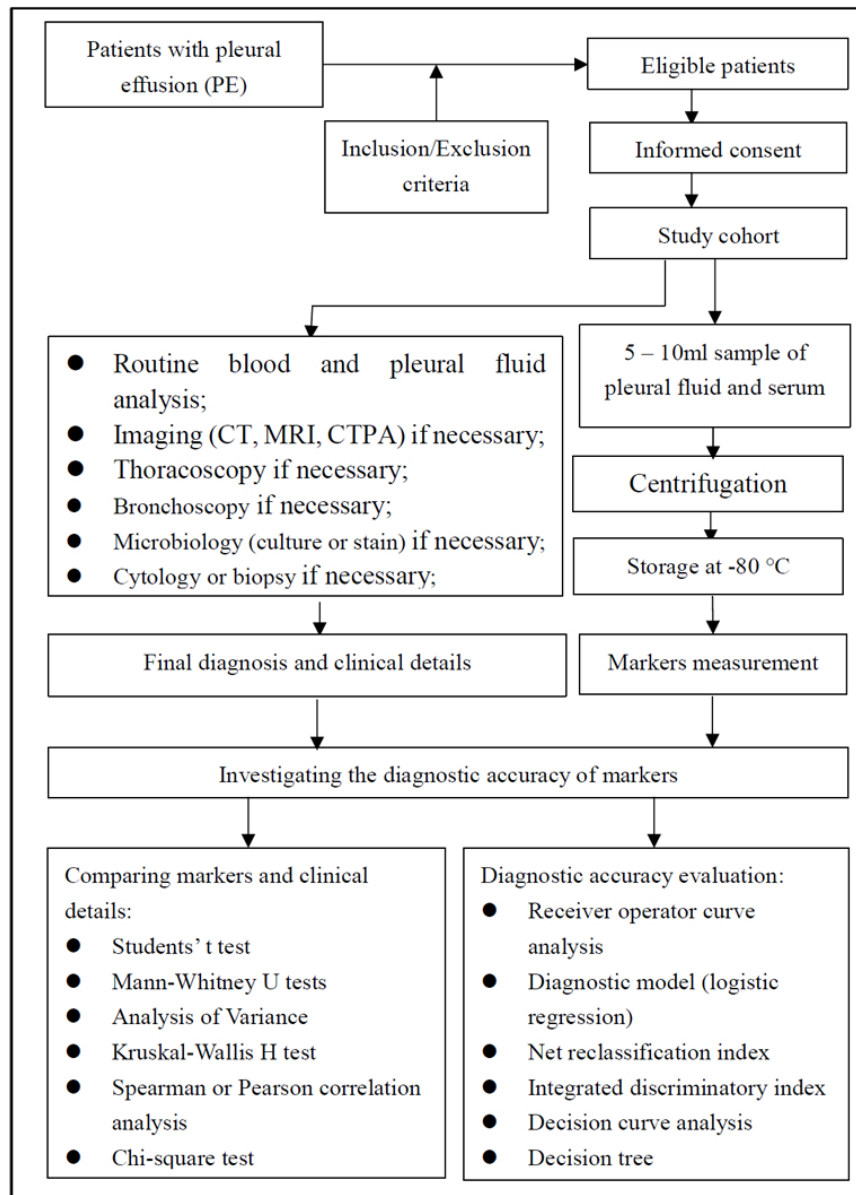 Patients with pleural
effusion (PE)
Eligible patients
Inclusion/Exclusion
criteria
Informed consent
Study cohort
● Routine blood and pleural fluid
analysis;
● Imaging (CT, MRI, CTPA) if necessary;
● Thoracoscopy if necessary;
● Bronchoscopy if necessary;
● Microbiology (culture or stain) if necessary;
● Cytology or biopsy if necessary;
5 – 10ml sample of
pleural fluid and serum
Centrifugation
Storage at -80 °C
Final diagnosis and clinical details
Markers measurement
Investigating the diagnostic accuracy of markers
Comparing markers and clinical
details:
● Students’ t test
● Mann-Whitney U tests
● Analysis of Variance
● Kruskal-Wallis H test
● Spearman or Pearson correlation
analysis
● Chi-square test
Diagnostic accuracy evaluation:
● Receiver operator curve
analysis
● Diagnostic model (logistic
regression)
● Net reclassification index
● Integrated discriminatory index
● Decision curve analysis
● Decision tree